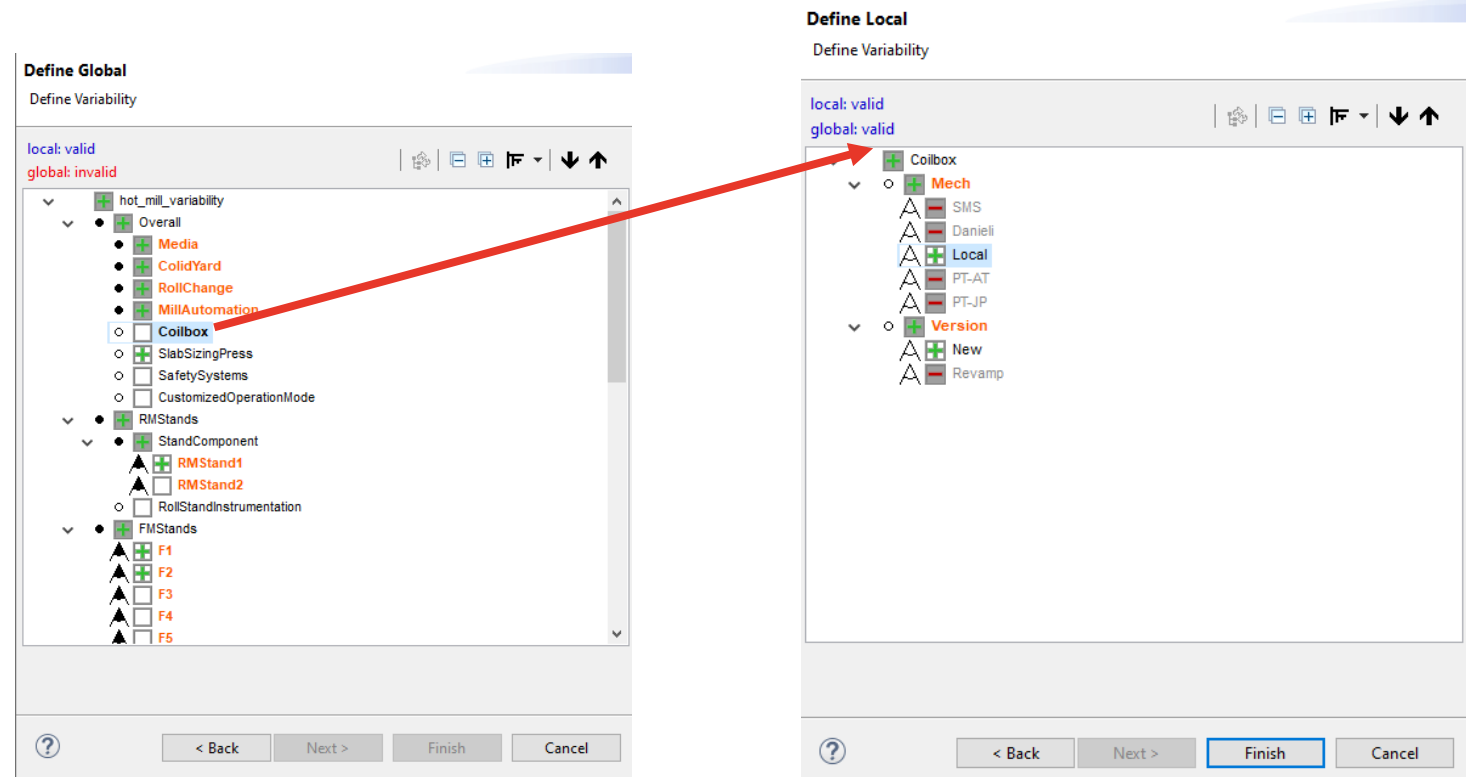 Define Global
Define Variability
local: valid
global: invalid
hot_mill_variability
Overall
Media
ColidYard
RollChange
MillAutomation
Coilbox
SlabSizingPress
SafetySystems
CustomizedOperationMode
RMStands
StandComponent
RMStand1
RMStand2
RollStandInstrumentation
FMStands
F1
F2
F3
F4
F5
< Back Next > Finish Cancel
Define Local
Define Variability
local: valid
global: valid
Coilbox
Mech
SMS
Danieli
Local
PT-AT
PT-JP
Version
New
Revamp
< Back Next > Finish Cancel